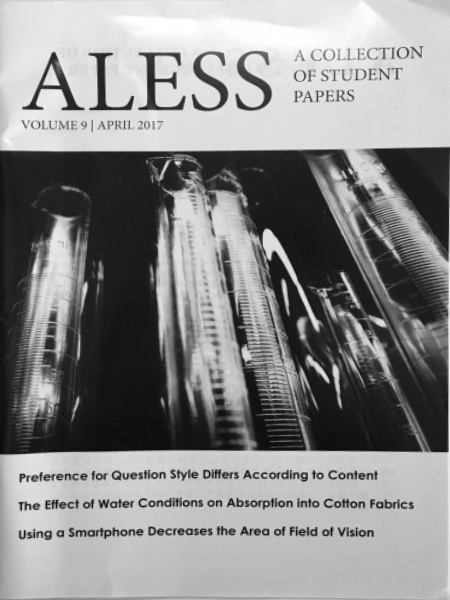 ALESS
A COLLECTION
OF STUDENT
PAPERS
VOLUME 9 | APRIL 2017
Preference for Question Style Differs According to Content
The Effect of Water Conditions on Absorption into Cotton Fabrics
Using a Smartphone Decreases the Area of Field of Vision